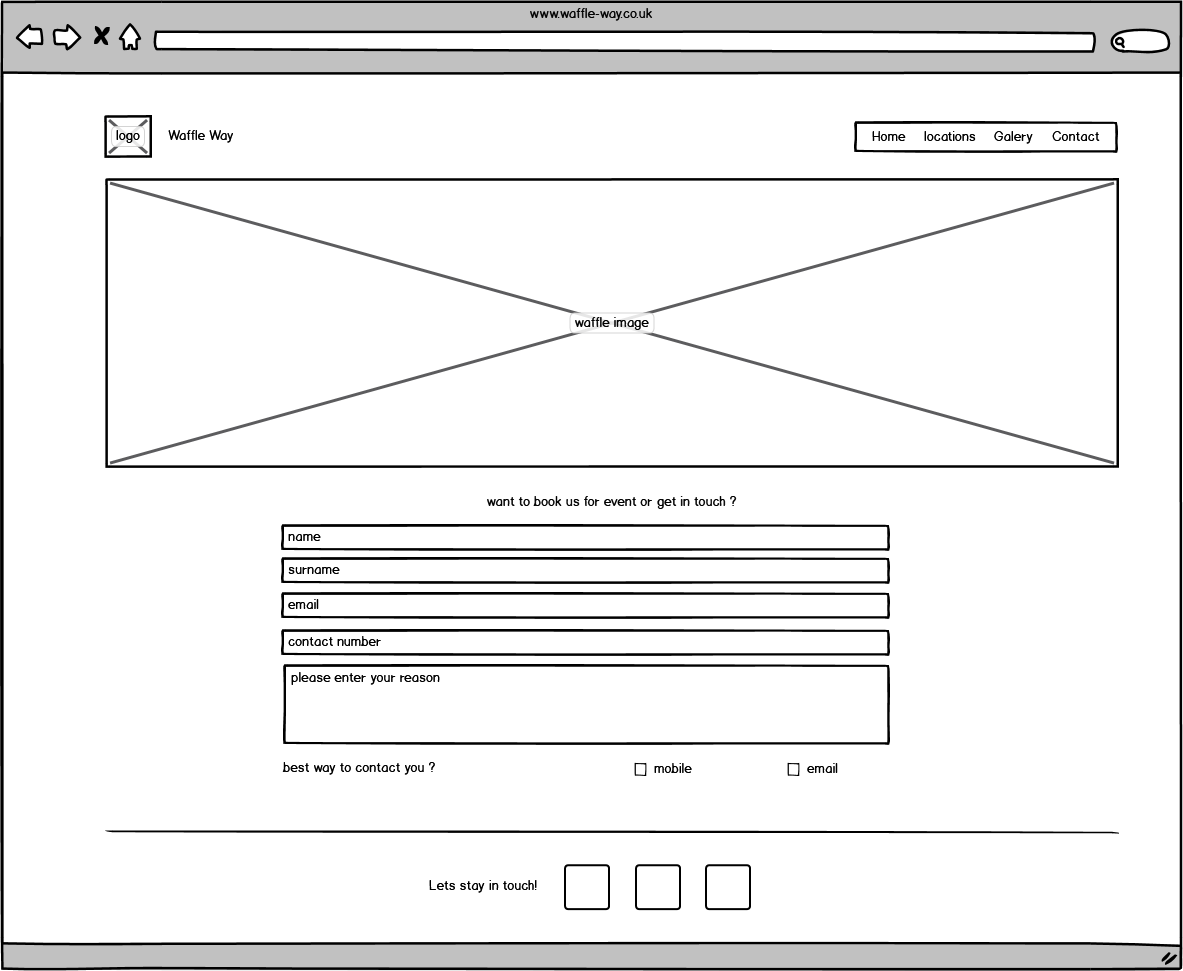 www.waffle-way.co.uk
logo
Waffle Way
Home locations Galery Contact
waffle image
want to book us for event or get in touch ?
name
surname
email
contact number
please enter your reason
best way to contact you ? mobile email
Lets stay in touch!